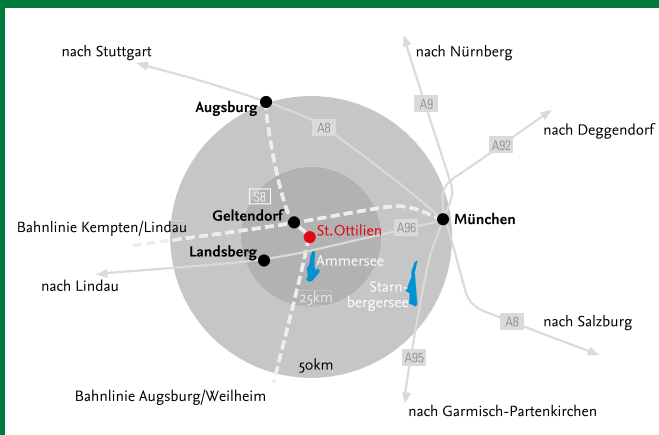 nach Stuttgart
nach Nürnberg
Augsburg
A9
A8
nach Deggendorf
A92
S8
Geltendorf
München
Bahnlinie Kempten/Lindau
St. Ottilien
A96
Landsberg
Ammersee
nach Lindau
Starn-
bergersee
25km
nach Salzburg
A8
A95
50km
Bahnlinie Augsburg/Weilheim
nach Garmisch-Partenkirchen